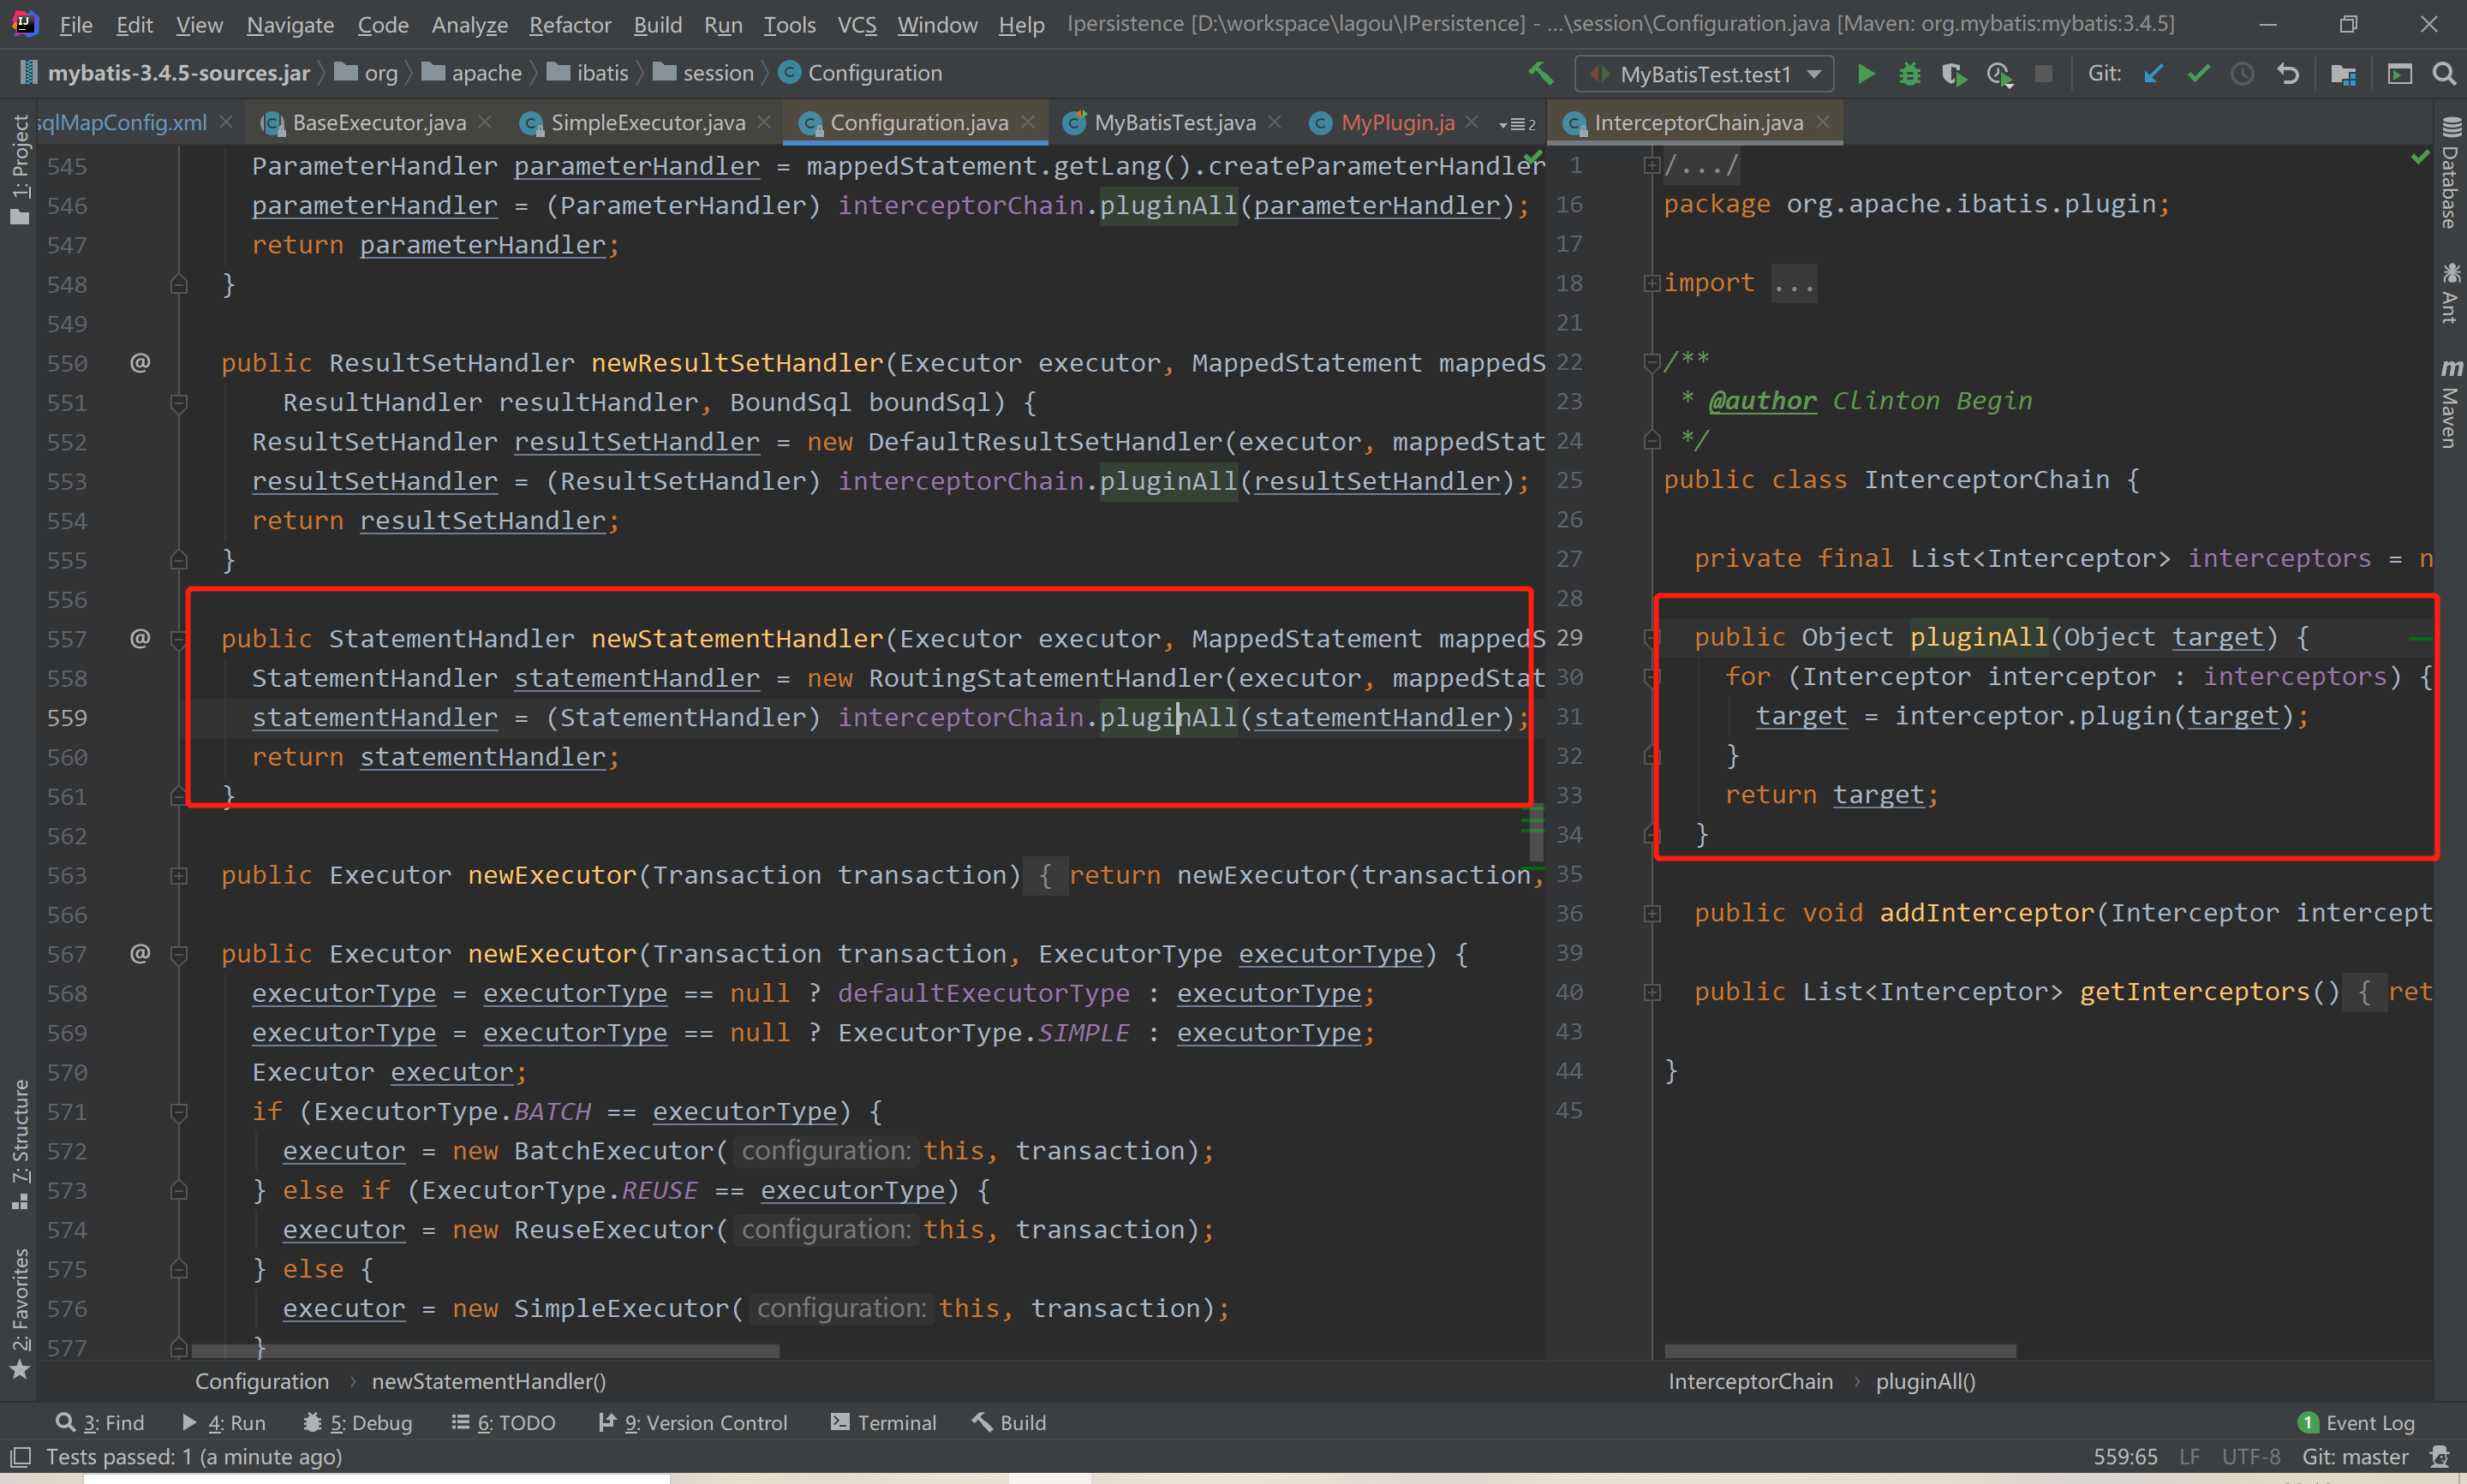 File Edit View Navigate Code Analyze Refactor Build Run Tools VCS Window Help Ipersistence [D:\workspace\lagou\IPersistence] - ...\session\Configuration.java [Maven: org.mybatis:mybatis:3.4.5]
mybatis-3.4.5-sources.jar org apache ibatis session Configuration MyBatisTest.test1 Git:
sqlMapConfig.xml BaseExecutor.java SimpleExecutor.java Configuration.java MyBatisTest.java MyPlugin.ja 2 InterceptorChain.java
1: Project
7: Structure
2: Favorites
545 ParameterHandler parameterHandler = mappedStatement.getLang().createParameterHandler
546 parameterHandler = (ParameterHandler) interceptorChain.pluginAll(parameterHandler);
547 return parameterHandler;
548 }
549
550 @ public ResultSetHandler newResultSetHandler(Executor executor, MappedStatement mappedS
551 ResultHandler resultHandler, BoundSql boundSql) {
552 ResultSetHandler resultSetHandler = new DefaultResultSetHandler(executor, mappedStat
553 resultSetHandler = (ResultSetHandler) interceptorChain.pluginAll(resultSetHandler);
554 return resultSetHandler;
555 }
556
557 @ public StatementHandler newStatementHandler(Executor executor, MappedStatement mappedS
558 StatementHandler statementHandler = new RoutingStatementHandler(executor, mappedStat
559 statementHandler = (StatementHandler) interceptorChain.pluginAll(statementHandler);
560 return statementHandler;
561 }
562
563 public Executor newExecutor(Transaction transaction) { return newExecutor(transaction,
566
567 @ public Executor newExecutor(Transaction transaction, ExecutorType executorType) {
568 executorType = executorType == null ? defaultExecutorType : executorType;
569 executorType = executorType == null ? ExecutorType.SIMPLE : executorType;
570 Executor executor;
571 if (ExecutorType.BATCH == executorType) {
572 executor = new BatchExecutor( configuration: this, transaction);
573 } else if (ExecutorType.REUSE == executorType) {
574 executor = new ReuseExecutor( configuration: this, transaction);
575 } else {
576 executor = new SimpleExecutor( configuration: this, transaction);
577 }
Configuration › newStatementHandler()
1 /.../
16 package org.apache.ibatis.plugin;
17
18 import ...
21
22 /**
23 * @author Clinton Begin
24 */
25 public class InterceptorChain {
26
27 private final List<Interceptor> interceptors = n
28
29 public Object pluginAll(Object target) {
30 for (Interceptor interceptor : interceptors) {
31 target = interceptor.plugin(target);
32 }
33 return target;
34 }
35
36 public void addInterceptor(Interceptor intercept
39
40 public List<Interceptor> getInterceptors() { ret
43
44 }
45
InterceptorChain › pluginAll()
Database
Ant
Maven
3: Find 4: Run 5: Debug 6: TODO 9: Version Control Terminal Build 1 Event Log
Tests passed: 1 (a minute ago) 559:65 LF UTF-8 Git: master